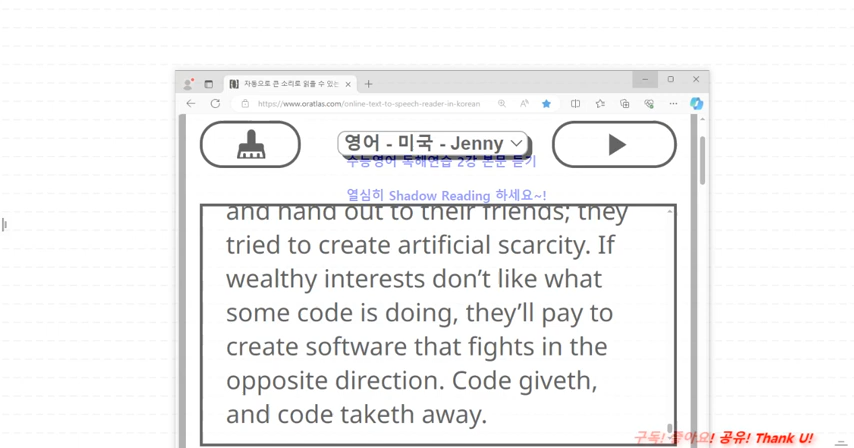 자동으로 큰 소리로 읽을 수 있는
https://www.oratlas.com/online-text-to-speech-reader-in-korean
영어 - 미국 - Jenny
수능영어 독해연습 2강 본문 듣기
열심히 Shadow Reading 하세요~!
and hand out to their friends; they
tried to create artificial scarcity. If
wealthy interests don’t like what
some code is doing, they’ll pay to
create software that fights in the
opposite direction. Code giveth,
and code taketh away.
구독! 좋아요! 공유! Thank U!